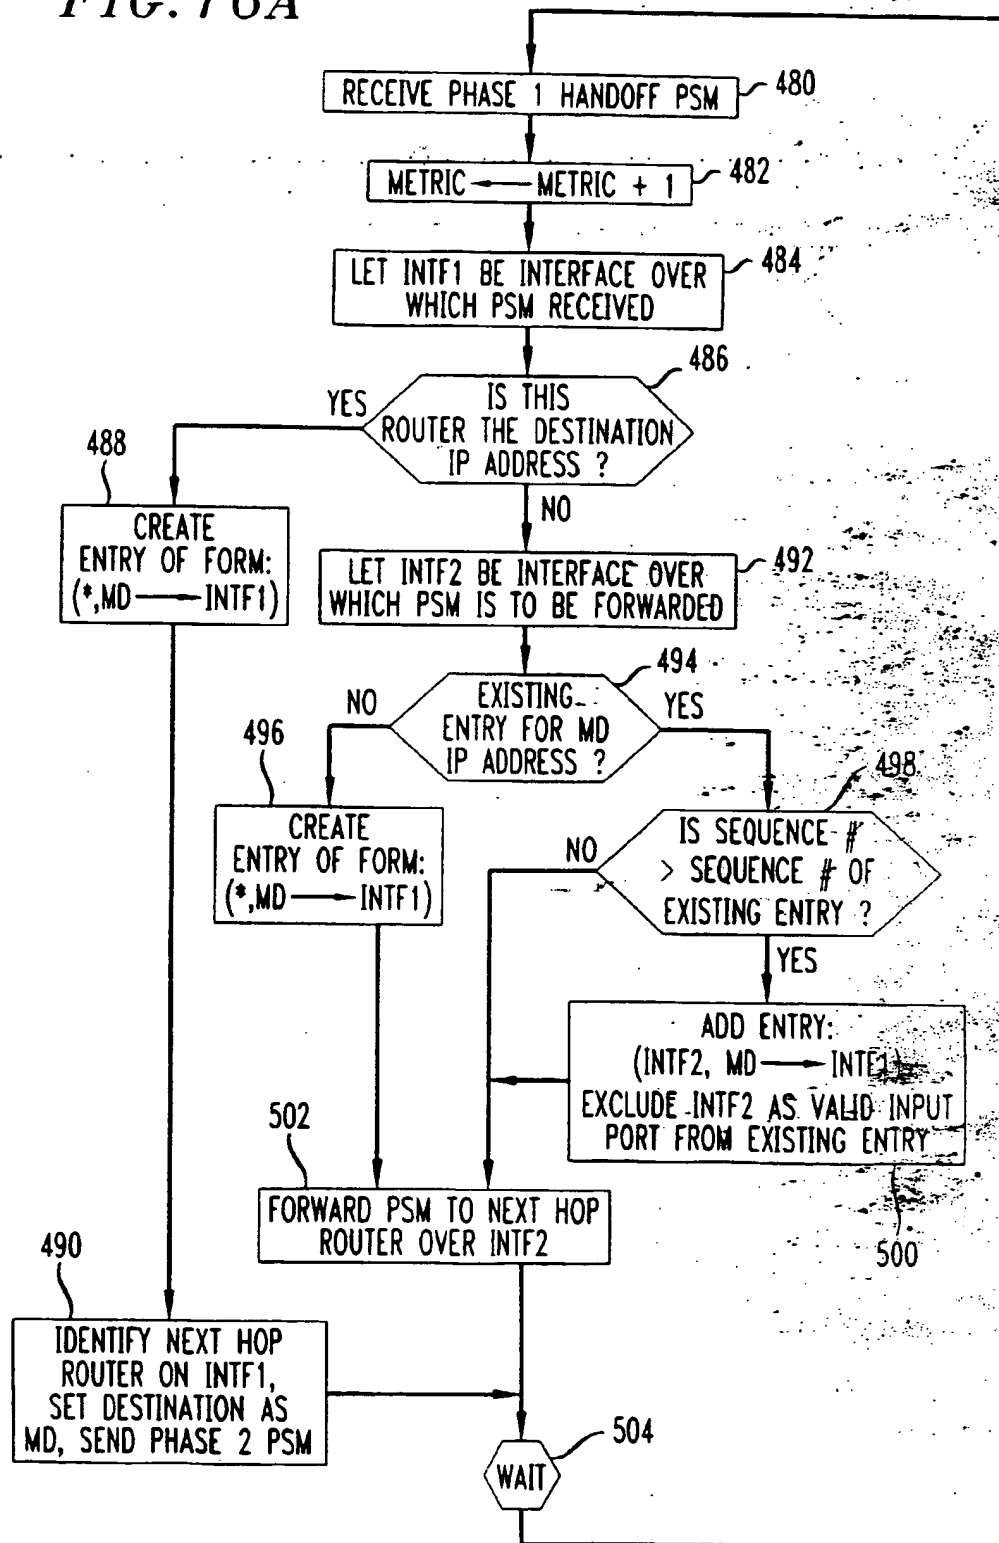 FIG. 16A
RECEIVE PHASE 1 HANDOFF PSM
480
METRIC ← METRIC + 1
482
LET INTF1 BE INTERFACE OVER
WHICH PSM RECEIVED
484
IS THIS
ROUTER THE DESTINATION
IP ADDRESS ?
486
YES
NO
488
CREATE
ENTRY OF FORM:
(*,MD → INTF1)
LET INTF2 BE INTERFACE OVER
WHICH PSM IS TO BE FORWARDED
492
EXISTING
ENTRY FOR MD
IP ADDRESS ?
494
NO
YES
496
CREATE
ENTRY OF FORM:
(*,MD → INTF1)
IS SEQUENCE #
> SEQUENCE # OF
EXISTING ENTRY ?
498
NO
YES
ADD ENTRY:
(INTF2, MD → INTF1)
EXCLUDE INTF2 AS VALID INPUT
PORT FROM EXISTING ENTRY
500
502
FORWARD PSM TO NEXT HOP
ROUTER OVER INTF2
490
IDENTIFY NEXT HOP
ROUTER ON INTF1,
SET DESTINATION AS
MD, SEND PHASE 2 PSM
WAIT
504